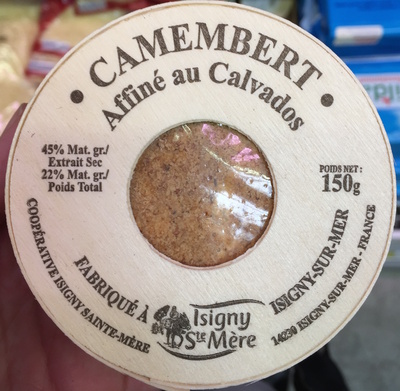 • CAMEMBERT •
Affiné au Calvados
45% Mat. gr./
Extrait Sec
22% Mat. gr./
Poids Total
POIDS NET :
150g
FABRIQUÉ À
Isigny
Ste Mère
ISIGNY-SUR-MER
COOPÉRATIVE ISIGNY SAINTE-MÈRE
14230 ISIGNY-SUR-MER - FRANCE